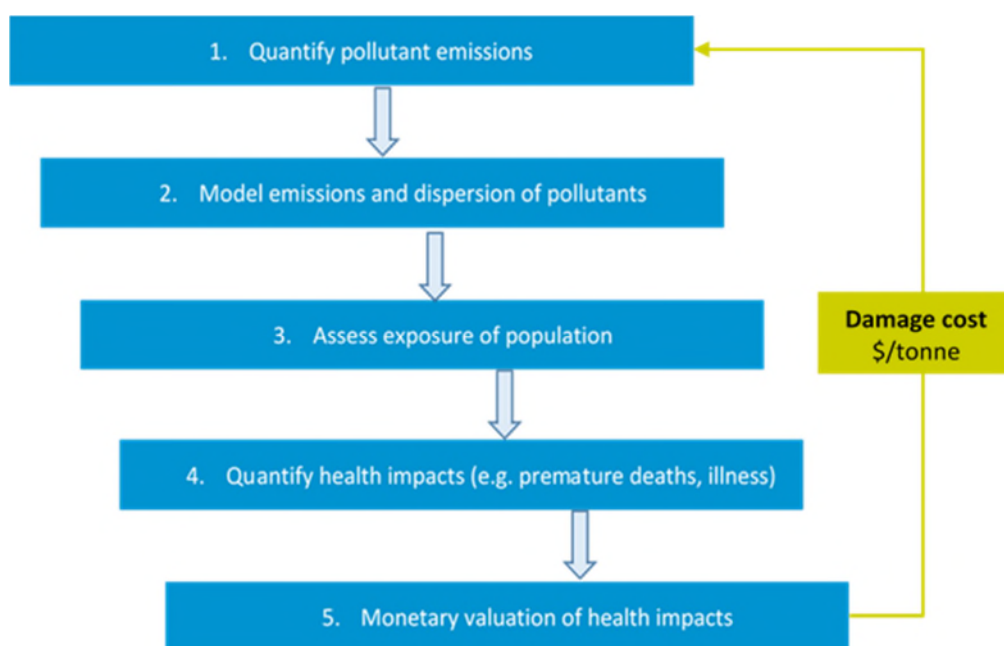 1. Quantify pollutant emissions
2. Model emissions and dispersion of pollutants
3. Assess exposure of population
Damage cost
$/tonne
4. Quantify health impacts (e.g. premature deaths, illness)
5. Monetary valuation of health impacts